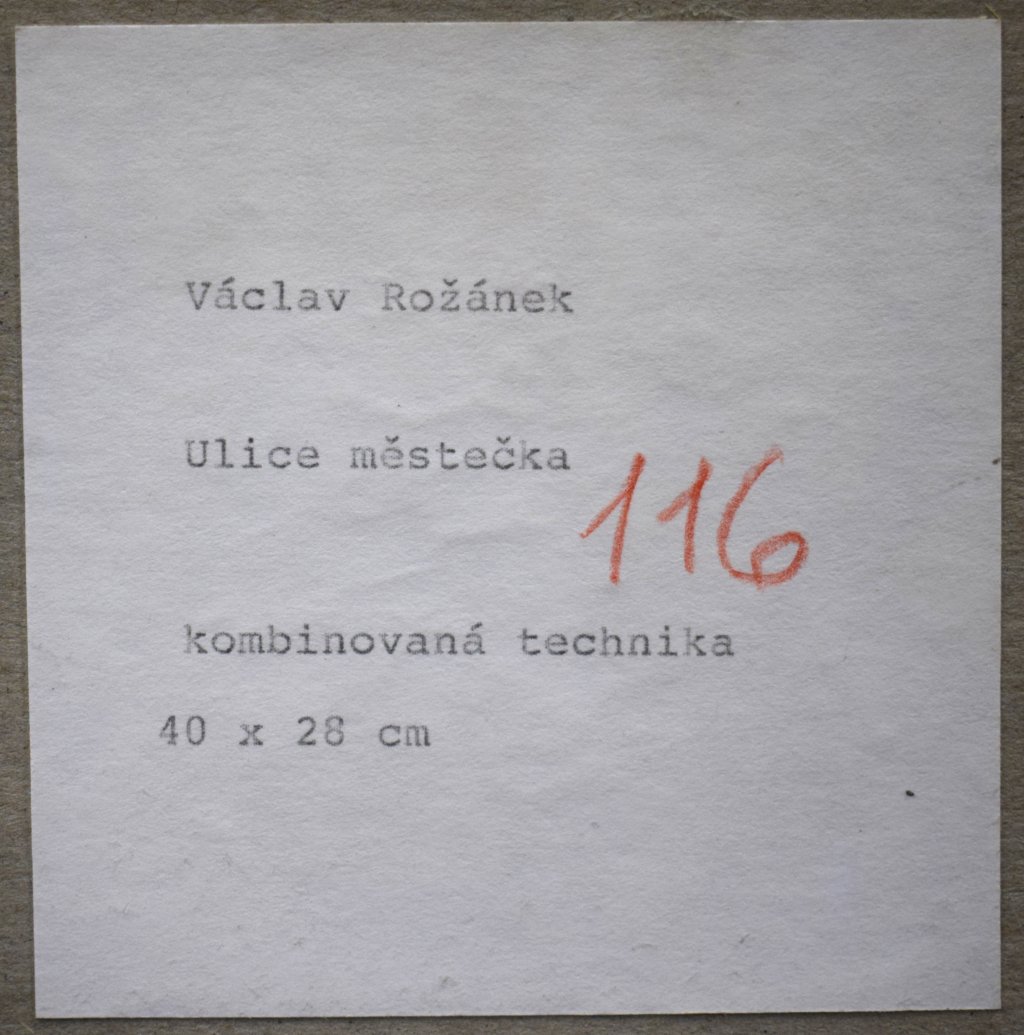 Václav Rožánek
Ulice městečka
116
kombinovaná technika
40 x 28 cm